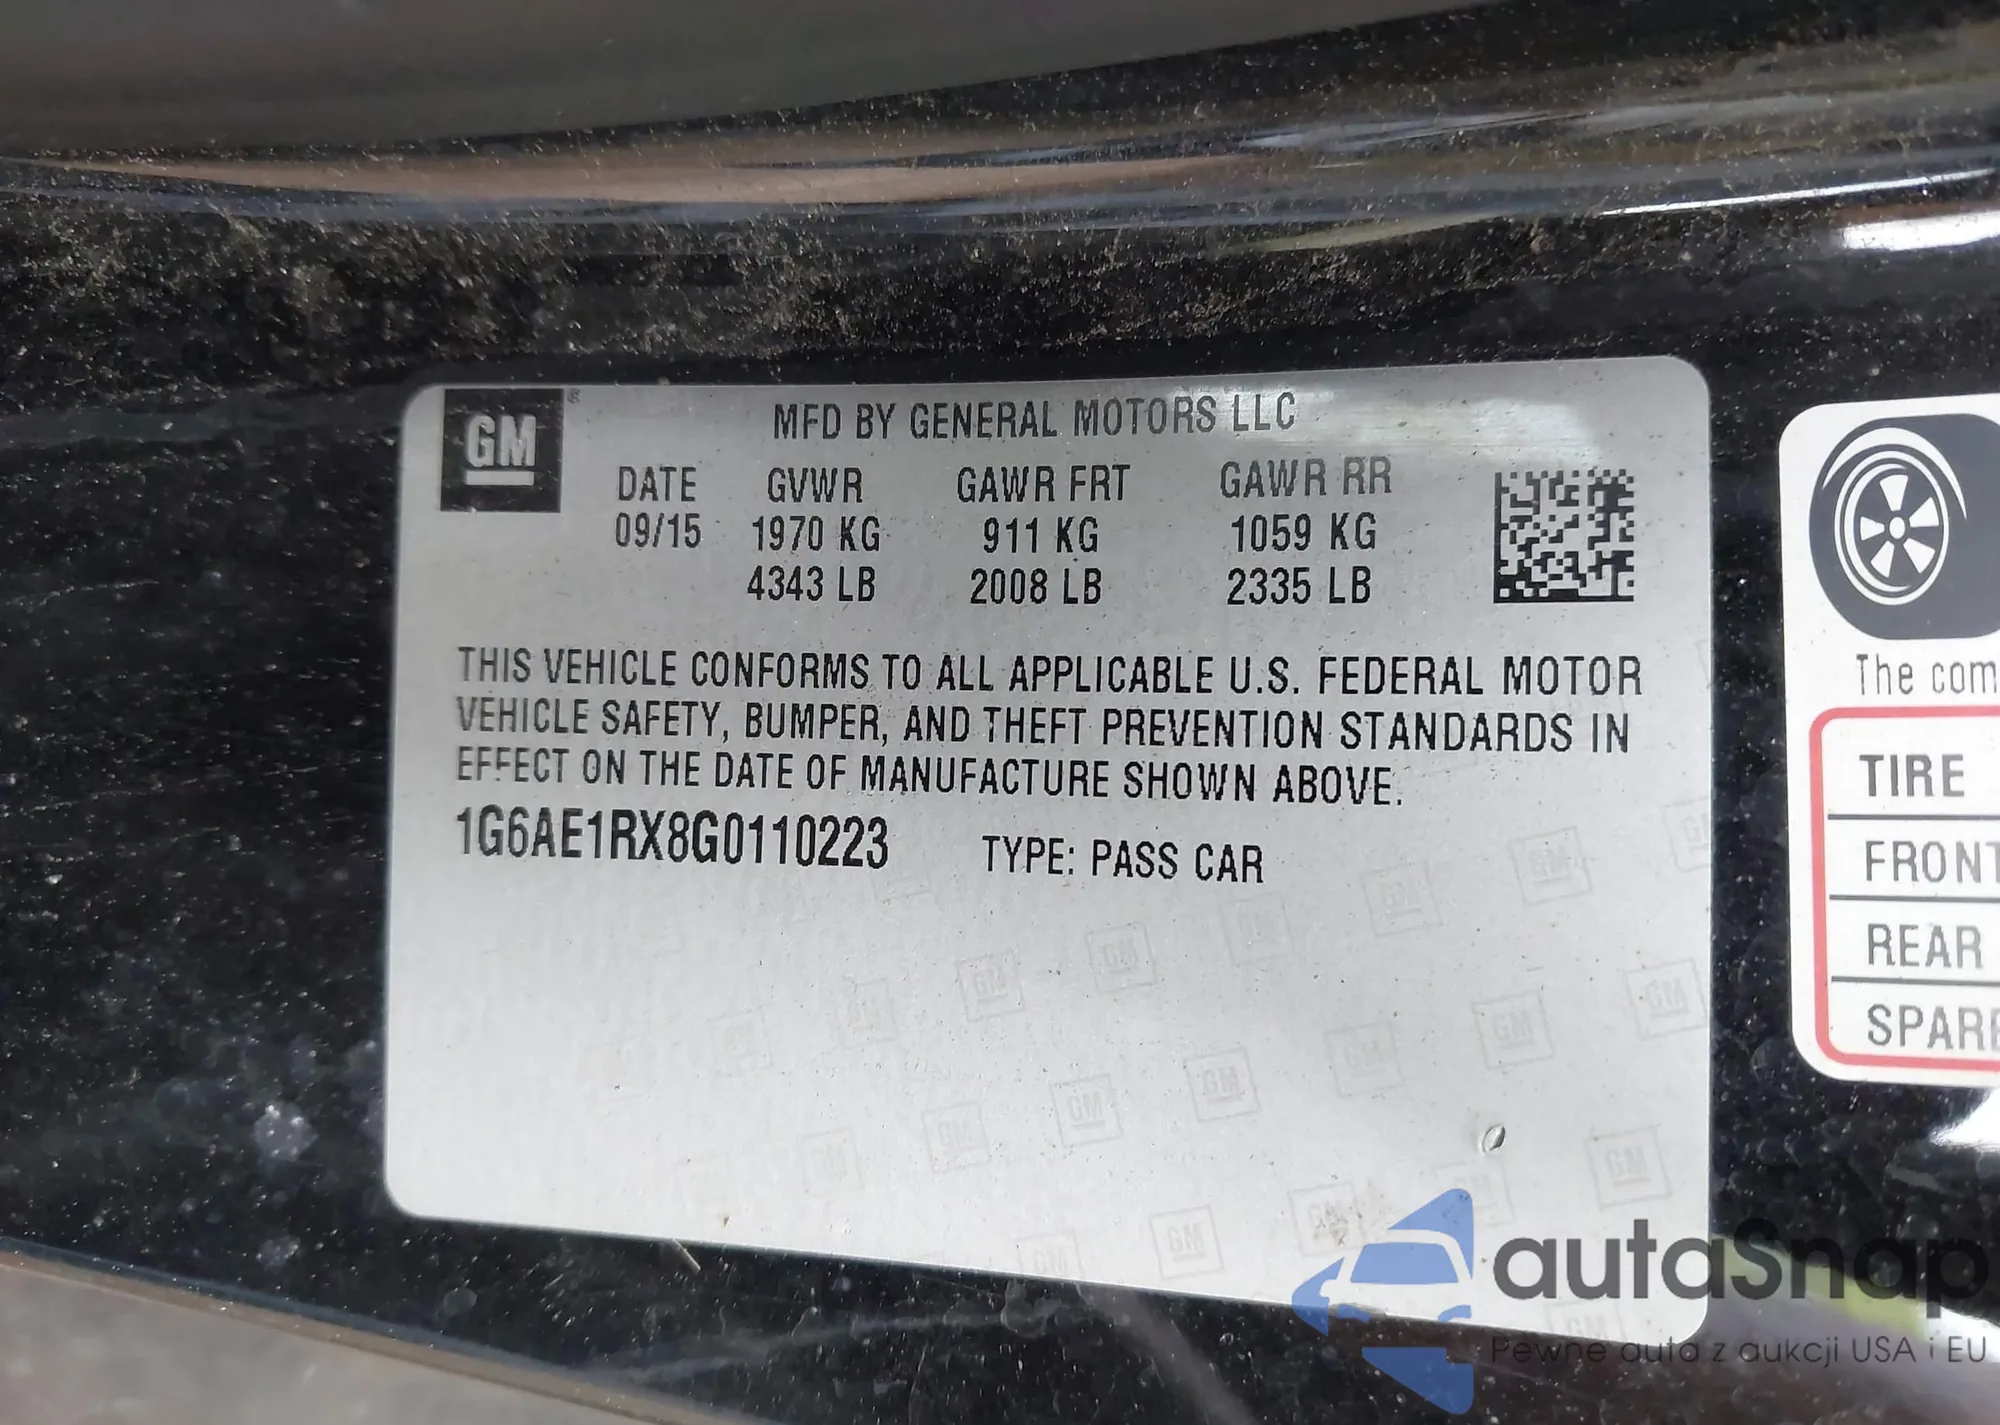 GM
MFD BY GENERAL MOTORS LLC
DATE GVWR GAWR FRT GAWR RR
09/15 1970 KG 911 KG 1059 KG
4343 LB 2008 LB 2335 LB
THIS VEHICLE CONFORMS TO ALL APPLICABLE U.S. FEDERAL MOTOR
VEHICLE SAFETY, BUMPER, AND THEFT PREVENTION STANDARDS IN
EFFECT ON THE DATE OF MANUFACTURE SHOWN ABOVE.
1G6AE1RX8G0110223 TYPE: PASS CAR
The com
TIRE
FRONT
REAR
SPARE
autaSnap
Pewne auta z aukcji USA i EU